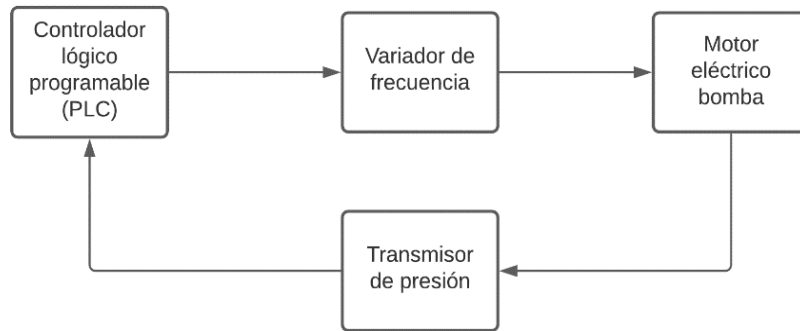 Controlador
lógico
programable
(PLC)
Variador de
frecuencia
Motor
eléctrico
bomba
Transmisor
de presión